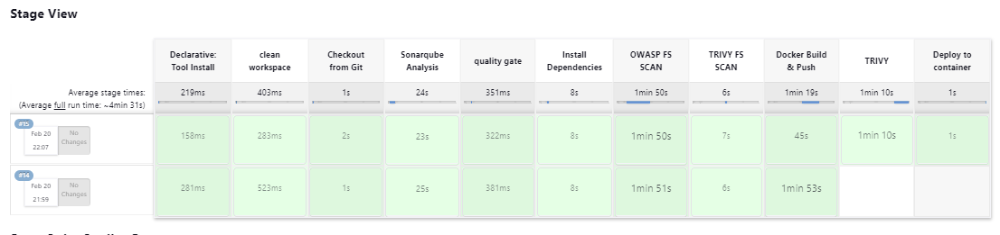 Stage View
Declarative: Tool Install
clean workspace
Checkout from Git
Sonarqube Analysis
quality gate
Install Dependencies
OWASP FS SCAN
TRIVY FS SCAN
Docker Build & Push
TRIVY
Deploy to container
Average stage times:
(Average full run time: ~4min 31s)
219ms 403ms 1s 24s 351ms 8s 1min 50s 6s 1min 19s 1min 10s 1s
#15
Feb 20
22:07
No Changes
158ms 283ms 2s 23s 322ms 8s 1min 50s 7s 45s 1min 10s 1s
#14
Feb 20
21:59
No Changes
281ms 523ms 1s 25s 381ms 8s 1min 51s 6s 1min 53s